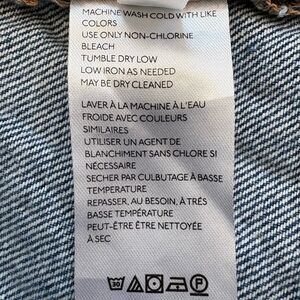 MACHINE WASH COLD WITH LIKE
COLORS
USE ONLY NON-CHLORINE
BLEACH
TUMBLE DRY LOW
LOW IRON AS NEEDED
MAY BE DRY CLEANED
LAVER À LA MACHINE À L'EAU
FROIDE AVEC COULEURS
SIMILAIRES
UTILISER UN AGENT DE
BLANCHIMENT SANS CHLORE SI
NÉCESSAIRE
SECHER PAR CULBUTAGE À BASSE
TEMPERATURE
REPASSER, AU BESOIN, À TRÈS
BASSE TEMPÉRATURE
PEUT-ÊTRE ÊTRE NETTOYÉE
À SEC
30 P